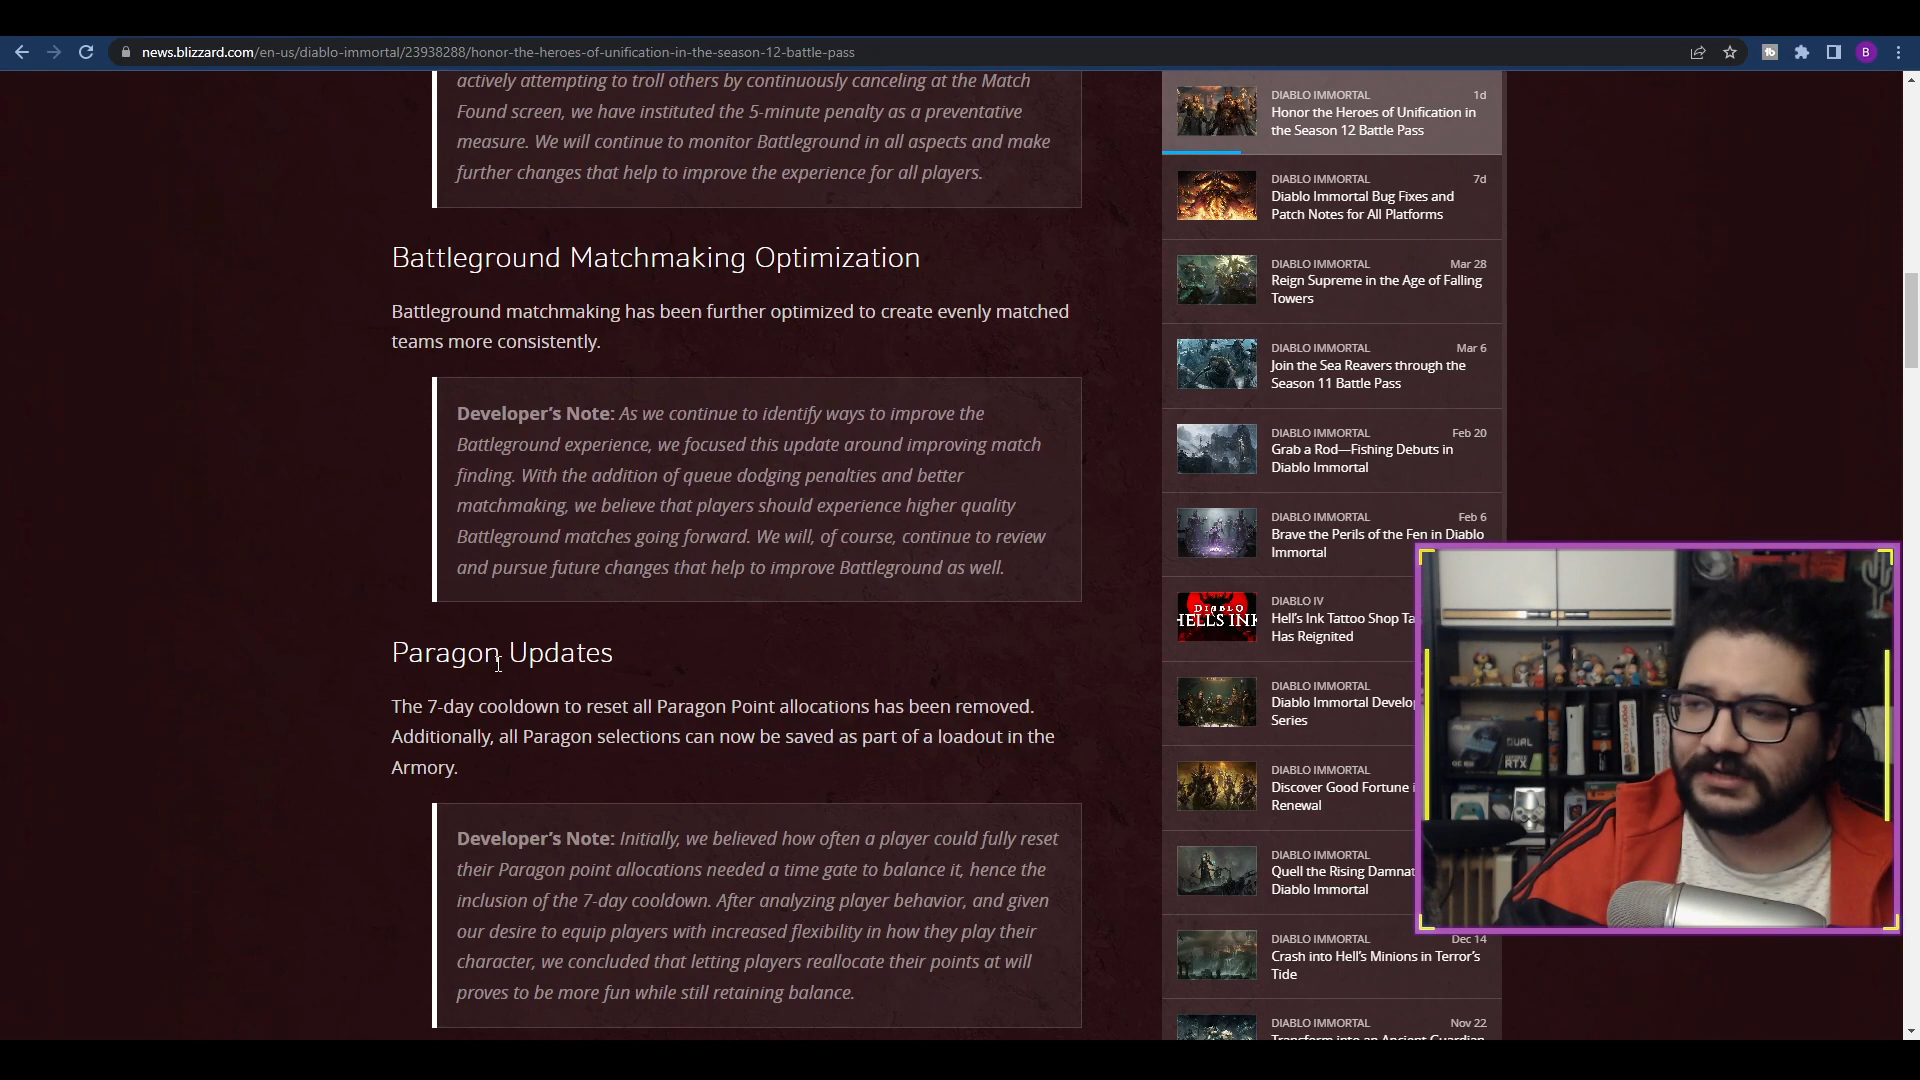 news.blizzard.com/en-us/diablo-immortal/23938288/honor-the-heroes-of-unification-in-the-season-12-battle-pass
B
actively attempting to troll others by continuously canceling at the Match
Found screen, we have instituted the 5-minute penalty as a preventative
measure. We will continue to monitor Battleground in all aspects and make
further changes that help to improve the experience for all players.
Battleground Matchmaking Optimization
Battleground matchmaking has been further optimized to create evenly matched
teams more consistently.
Developer’s Note: As we continue to identify ways to improve the
Battleground experience, we focused this update around improving match
finding. With the addition of queue dodging penalties and better
matchmaking, we believe that players should experience higher quality
Battleground matches going forward. We will, of course, continue to review
and pursue future changes that help to improve Battleground as well.
Paragon Updates
The 7-day cooldown to reset all Paragon Point allocations has been removed.
Additionally, all Paragon selections can now be saved as part of a loadout in the
Armory.
Developer’s Note: Initially, we believed how often a player could fully reset
their Paragon point allocations needed a time gate to balance it, hence the
inclusion of the 7-day cooldown. After analyzing player behavior, and given
our desire to equip players with increased flexibility in how they play their
character, we concluded that letting players reallocate their points at will
proves to be more fun while still retaining balance.
DIABLO IMMORTAL 1d
Honor the Heroes of Unification in
the Season 12 Battle Pass
DIABLO IMMORTAL 7d
Diablo Immortal Bug Fixes and
Patch Notes for All Platforms
DIABLO IMMORTAL Mar 28
Reign Supreme in the Age of Falling
Towers
DIABLO IMMORTAL Mar 6
Join the Sea Reavers through the
Season 11 Battle Pass
DIABLO IMMORTAL Feb 20
Grab a Rod—Fishing Debuts in
Diablo Immortal
DIABLO IMMORTAL Feb 6
Brave the Perils of the Fen in Diablo
Immortal
DIABLO
HELLS INK
DIABLO IV
Hell’s Ink Tattoo Shop Ta
Has Reignited
DIABLO IMMORTAL
Diablo Immortal Develo
Series
DIABLO IMMORTAL
Discover Good Fortune i
Renewal
DIABLO IMMORTAL
Quell the Rising Damnat
Diablo Immortal
DIABLO IMMORTAL Dec 14
Crash into Hell’s Minions in Terror’s
Tide
DIABLO IMMORTAL Nov 22
Transform into an Ancient Guardian
DUAL
RTX